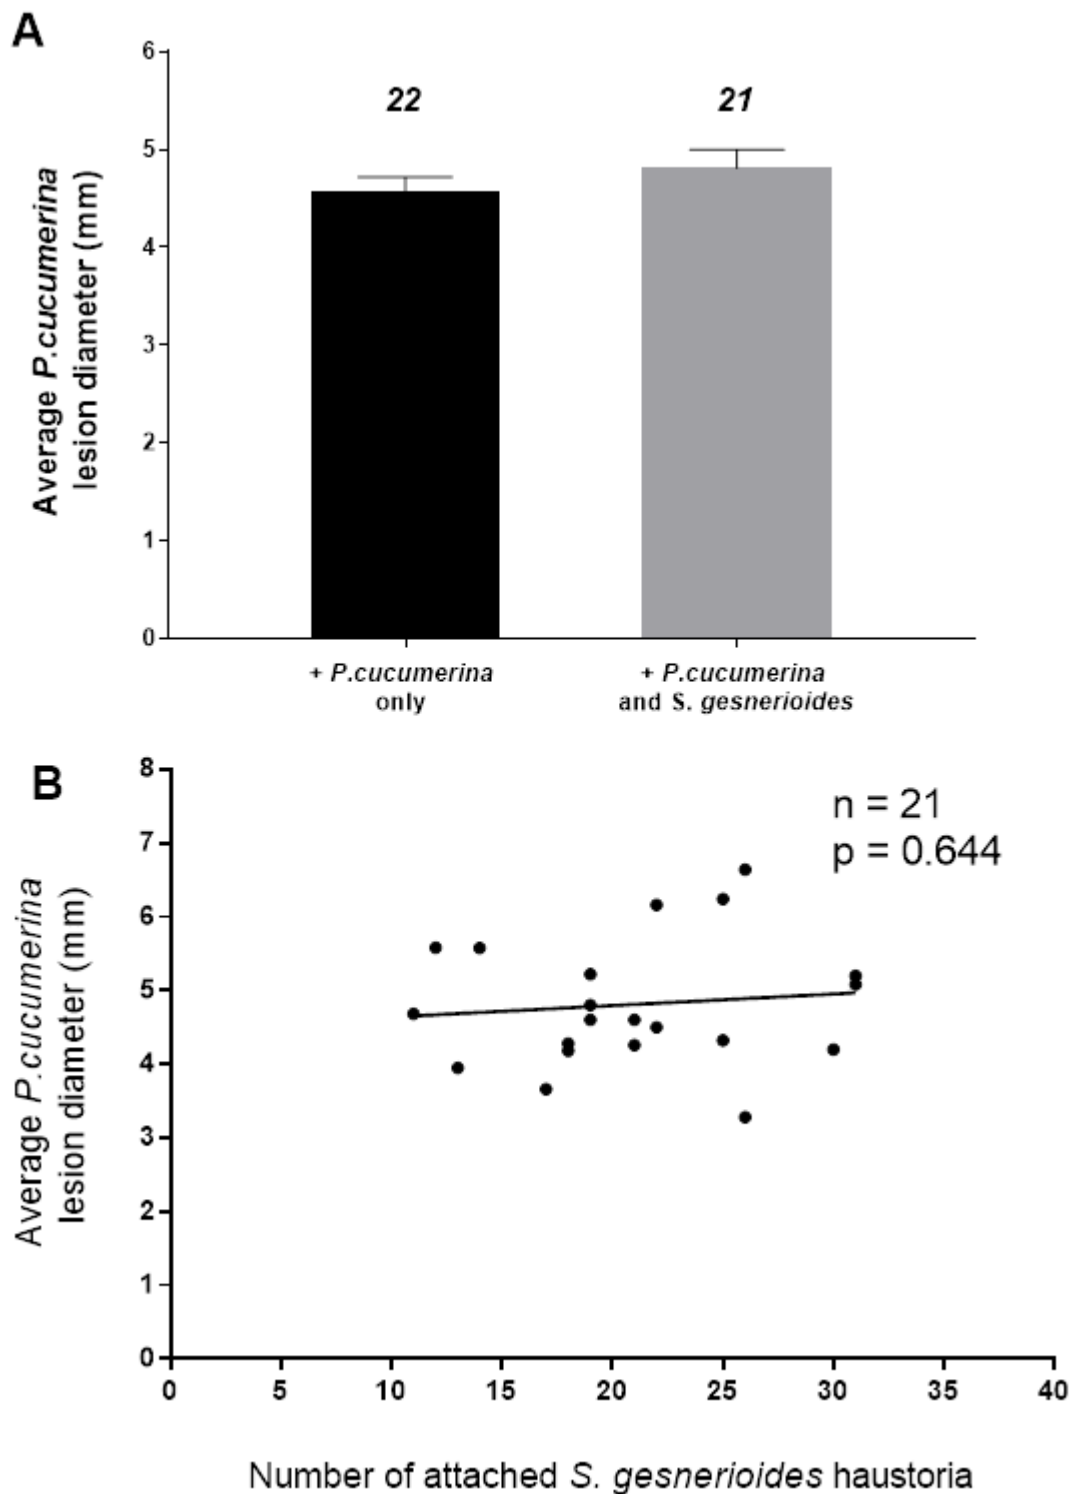 A
6
5
4
3
2
1
0
22
21
Average P.cucumerina
lesion diameter (mm)
+ P.cucumerina
only
+ P.cucumerina
and S. gesnerioides
B
8
7
6
5
4
3
2
1
0
n = 21
p = 0.644
Average P.cucumerina
lesion diameter (mm)
0 5 10 15 20 25 30 35 40
Number of attached S. gesnerioides haustoria